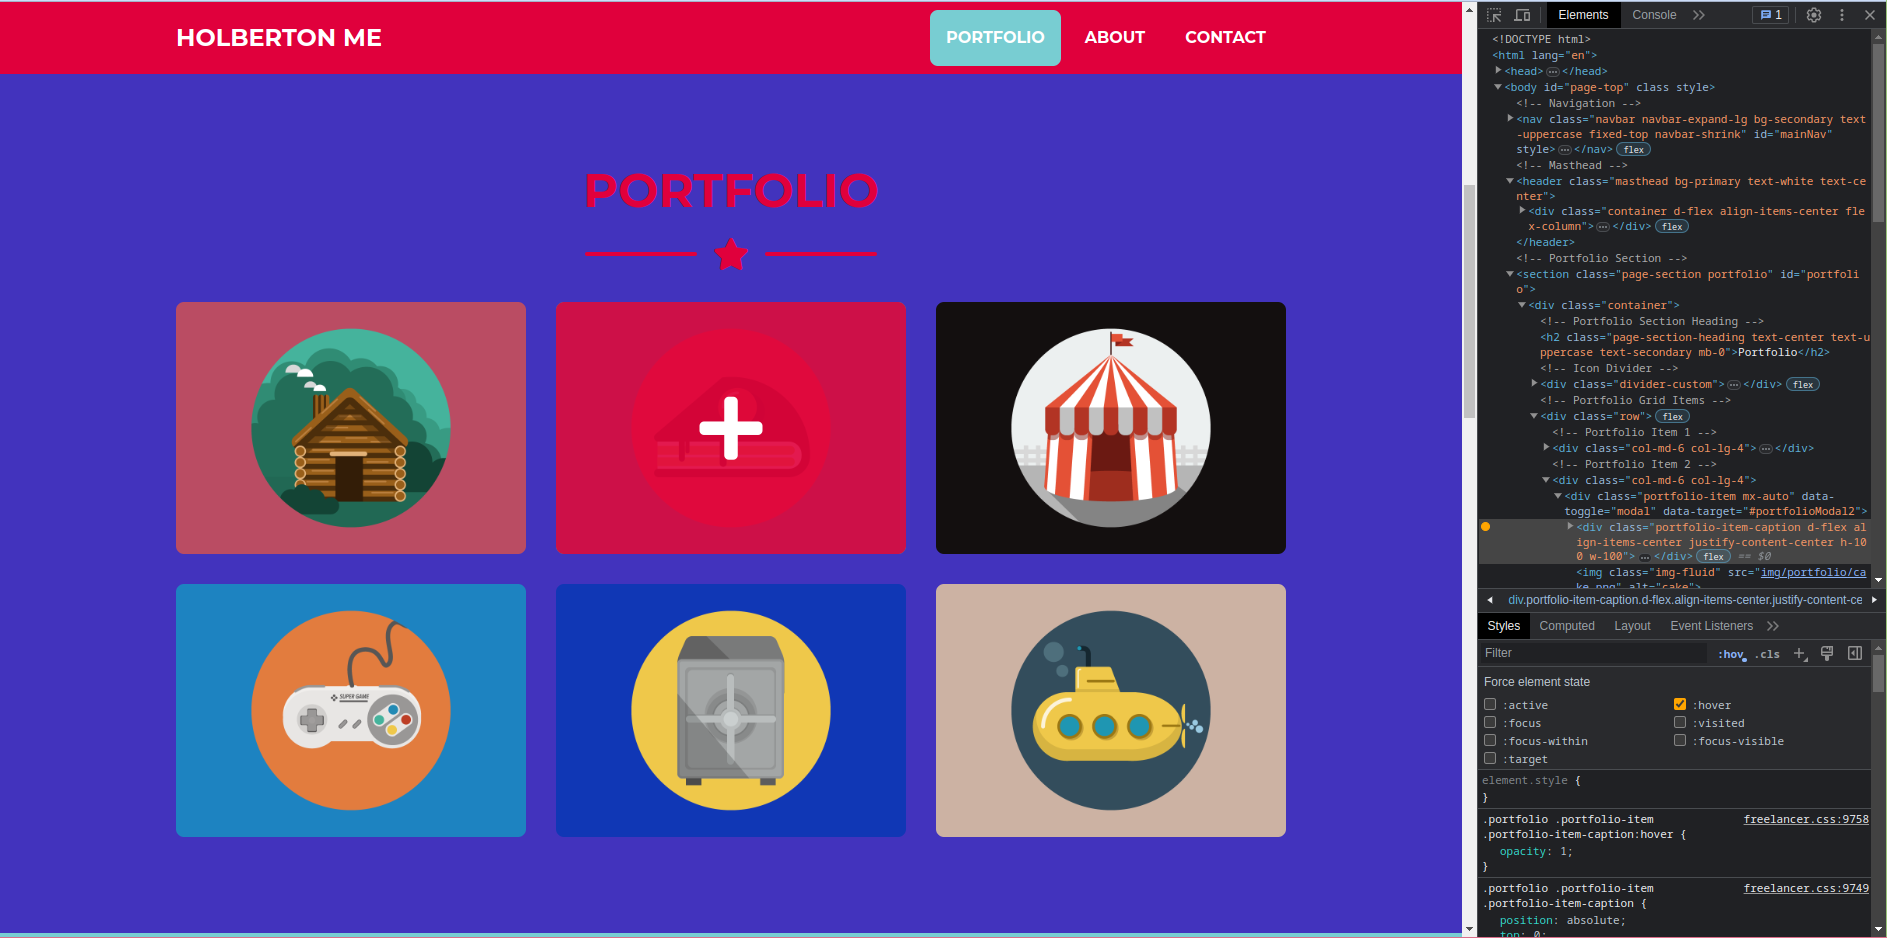 HOLBERTON ME
PORTFOLIO
ABOUT
CONTACT
PORTFOLIO
SUPER GAME
Elements
Console
1
<!DOCTYPE html>
<html lang="en">
<head>…</head>
<body id="page-top" class style>
<!-- Navigation -->
<nav class="navbar navbar-expand-lg bg-secondary text
-uppercase fixed-top navbar-shrink" id="mainNav"
style>…</nav> flex
<!-- Masthead -->
<header class="masthead bg-primary text-white text-ce
nter">
<div class="container d-flex align-items-center fle
x-column">…</div> flex
</header>
<!-- Portfolio Section -->
<section class="page-section portfolio" id="portfoli
o">
<div class="container">
<!-- Portfolio Section Heading -->
<h2 class="page-section-heading text-center text-u
ppercase text-secondary mb-0">Portfolio</h2>
<!-- Icon Divider -->
<div class="divider-custom">…</div> flex
<!-- Portfolio Grid Items -->
<div class="row"> flex
<!-- Portfolio Item 1 -->
<div class="col-md-6 col-lg-4">…</div>
<!-- Portfolio Item 2 -->
<div class="col-md-6 col-lg-4">
<div class="portfolio-item mx-auto" data-
toggle="modal" data-target="#portfolioModal2">
<div class="portfolio-item-caption d-flex al
ign-items-center justify-content-center h-10
0 w-100">…</div> flex == $0
<img class="img-fluid" src="img/portfolio/ca
ke.png" alt="cake">
div.portfolio-item-caption.d-flex.align-items-center.justify-content-ce
Styles
Computed
Layout
Event Listeners
Filter
:hov
.cls
Force element state
:active
:hover
:focus
:visited
:focus-within
:focus-visible
:target
element.style {
}
.portfolio .portfolio-item freelancer.css:9758
.portfolio-item-caption:hover {
opacity: 1;
}
.portfolio .portfolio-item freelancer.css:9749
.portfolio-item-caption {
position: absolute;
top: 0;